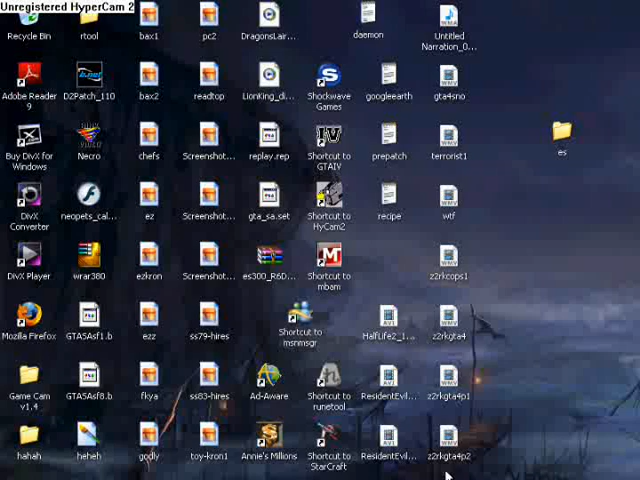 Unregistered HyperCam 2
Recycle Bin
rtool
bax1
pc2
DragonsLair...
daemon
Untitled
Narration_0...
Adobe Reader
9
D2Patch_110
bax2
readtop
LionKing_di...
Shockwave
Games
googleearth
gta4sno
Buy DivX for
Windows
Necro
chefs
Screenshot...
replay.rep
Shortcut to
GTAIV
prepatch
terrorist1
es
DivX
Converter
neopets_cal...
ez
Screenshot...
gta_sa.set
Shortcut to
HyCam2
recipe
wtf
DivX Player
wrar380
ezkron
Screenshot...
es300_R6D...
Shortcut to
mbam
z2rkcops1
Mozilla Firefox
GTA5Asf1.b
ezz
ss79-hires
Shortcut to
msnmsgr
HalfLife2_1...
z2rkgta4
Game Cam
v1.4
GTA5Asf8.b
fkya
ss83-hires
Ad-Aware
Shortcut to
runetool
ResidentEvil...
z2rkgta4p1
hahah
heheh
godly
toy-kron1
Annie's Millions
Shortcut to
StarCraft
ResidentEvil...
z2rkgta4p2